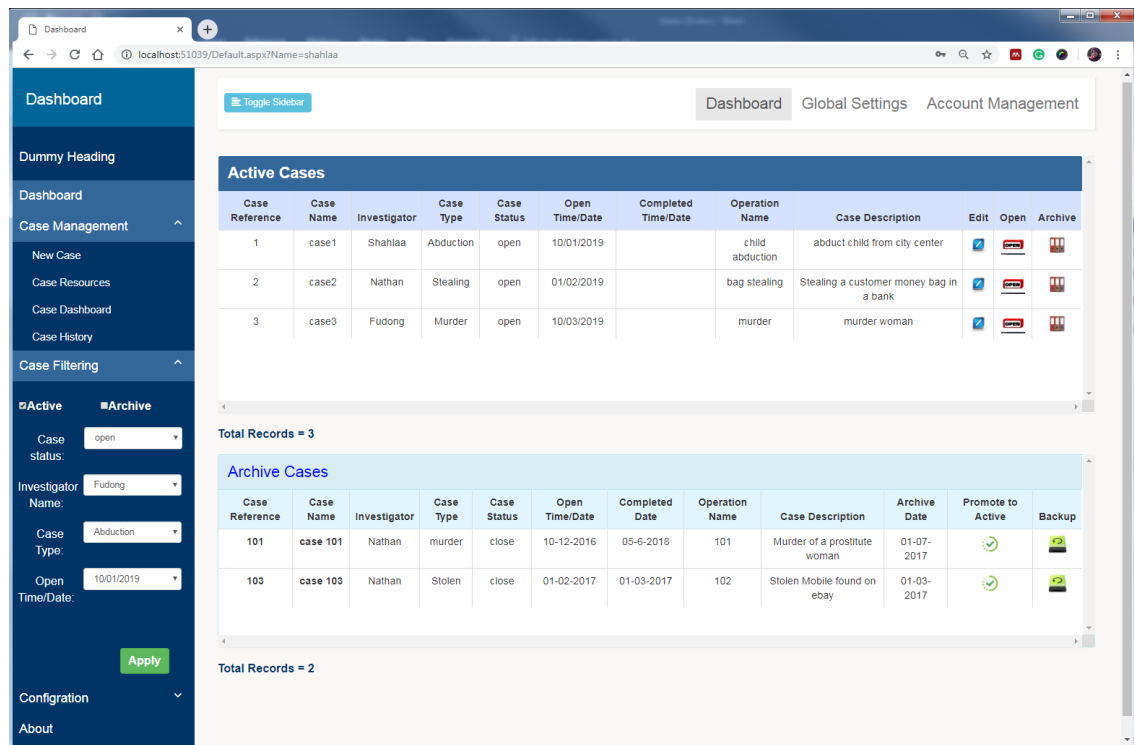 Dashboard
localhost:51039/Default.aspx?Name=shahlaa
Dashboard
Toggle Sidebar
Dashboard Global Settings Account Management
Dummy Heading
Dashboard
Case Management
New Case
Case Resources
Case Dashboard
Case History
Case Filtering
Active Archive
Case status: open
Investigator Name: Fudong
Case Type: Abduction
Open Time/Date: 10/01/2019
Apply
Configration
About
Active Cases
Case Reference Case Name Investigator Case Type Case Status Open Time/Date Completed Time/Date Operation Name Case Description Edit Open Archive
1 case1 Shahlaa Abduction open 10/01/2019 child abduction abduct child from city center OPEN
2 case2 Nathan Stealing open 01/02/2019 bag stealing Stealing a customer money bag in a bank OPEN
3 case3 Fudong Murder open 10/03/2019 murder murder woman OPEN
Total Records = 3
Archive Cases
Case Reference Case Name Investigator Case Type Case Status Open Time/Date Completed Date Operation Name Case Description Archive Date Promote to Active Backup
101 case 101 Nathan murder close 10-12-2016 05-6-2018 101 Murder of a prostitute woman 01-07-2017
103 case 103 Nathan Stolen close 01-02-2017 01-03-2017 102 Stolen Mobile found on ebay 01-03-2017
Total Records = 2